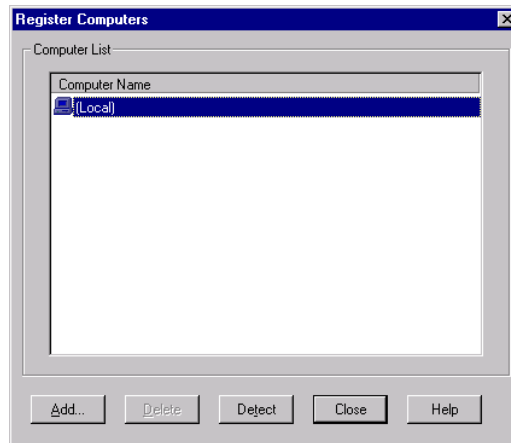 Register Computers
Computer List
Computer Name
(Local)
Add... Delete Detect Close Help